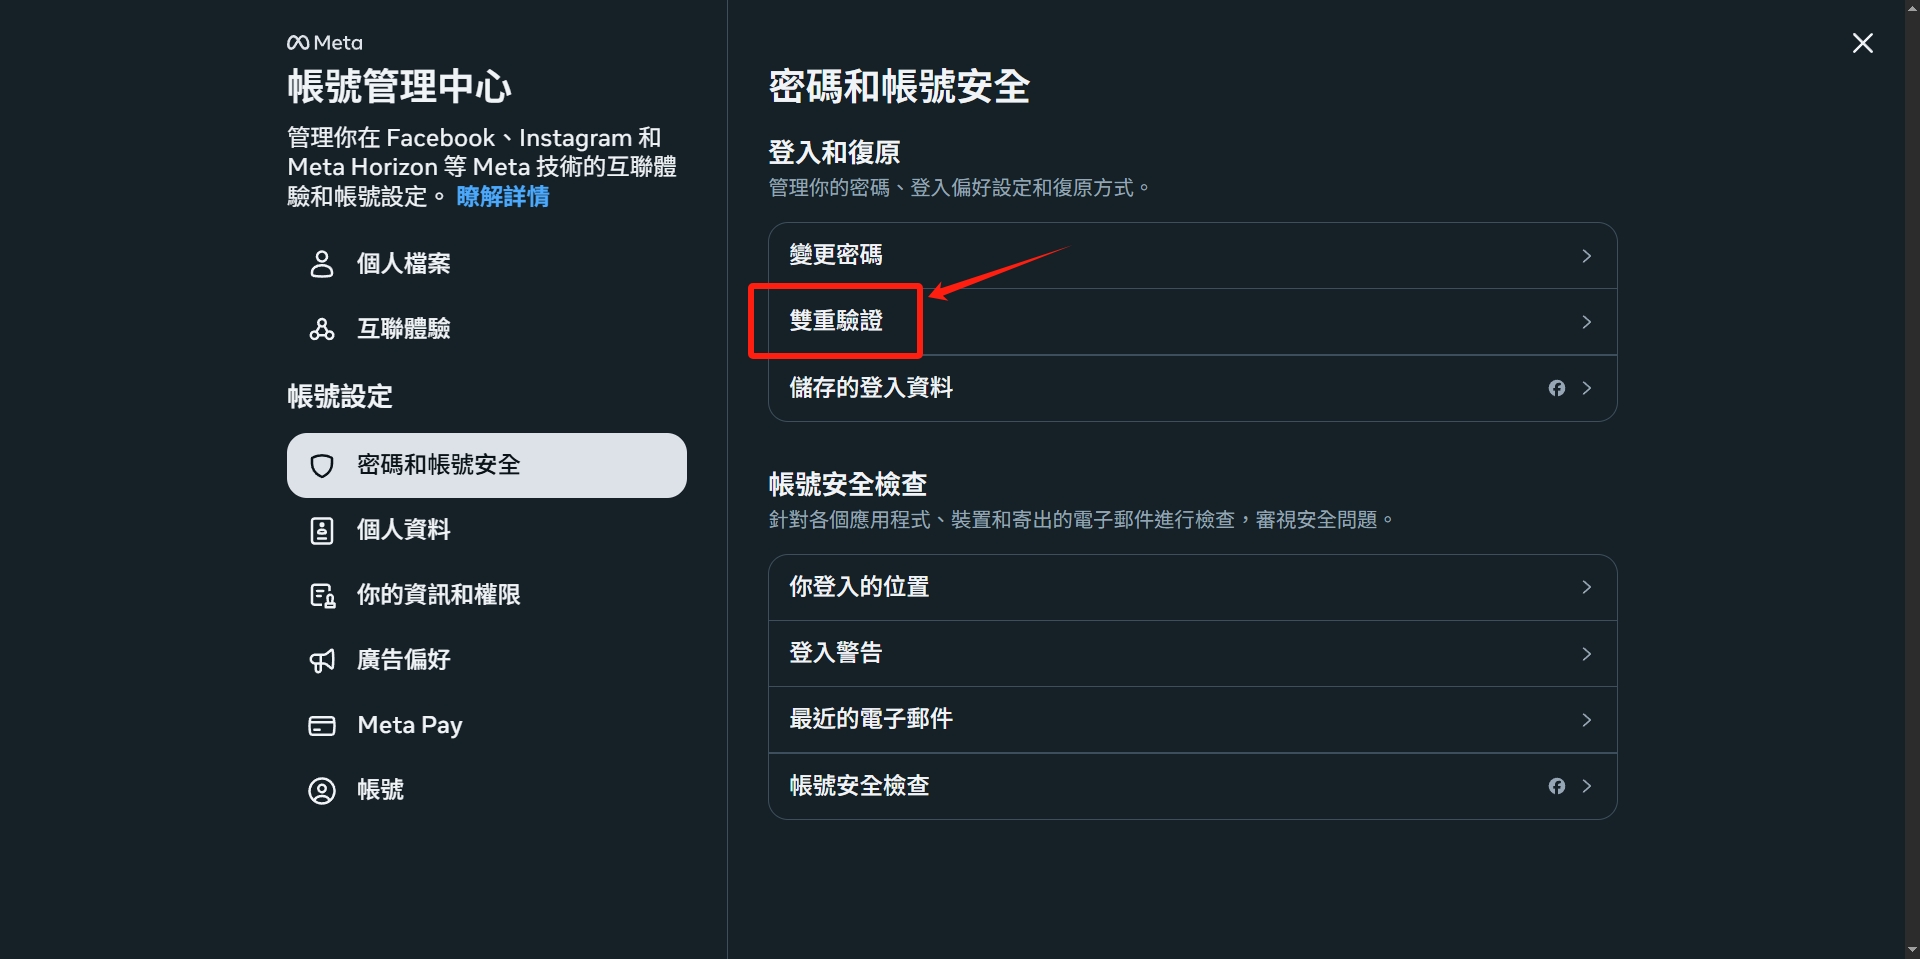 Meta
帳號管理中心
管理你在 Facebook、Instagram 和
Meta Horizon 等 Meta 技術的互聯體
驗和帳號設定。瞭解詳情
個人檔案
互聯體驗
帳號設定
密碼和帳號安全
個人資料
你的資訊和權限
廣告偏好
Meta Pay
帳號
密碼和帳號安全
登入和復原
管理你的密碼、登入偏好設定和復原方式。
變更密碼
雙重驗證
儲存的登入資料
帳號安全檢查
針對各個應用程式、裝置和寄出的電子郵件進行檢查，審視安全問題。
你登入的位置
登入警告
最近的電子郵件
帳號安全檢查